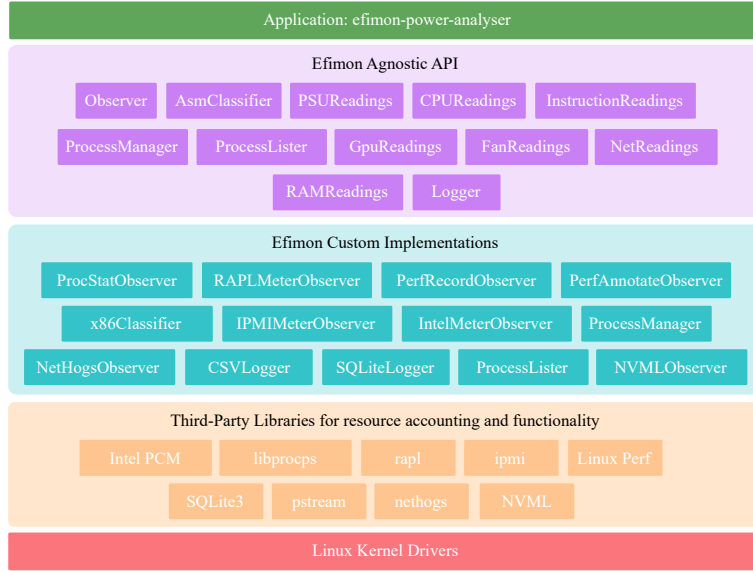 Application: efimon-power-analyser
Efimon Agnostic API
Observer AsmClassifier PSUReadings CPUReadings InstructionReadings
ProcessManager ProcessLister GpuReadings FanReadings NetReadings
RAMReadings Logger
Efimon Custom Implementations
ProcStatObserver RAPLMeterObserver PerfRecordObserver PerfAnnotateObserver
x86Classifier IPMIMeterObserver IntelMeterObserver ProcessManager
NetHogsObserver CSVLogger SQLiteLogger ProcessLister NVMLObserver
Third-Party Libraries for resource accounting and functionality
Intel PCM libprocps rapl ipmi Linux Perf
SQLite3 pstream nethogs NVML
Linux Kernel Drivers